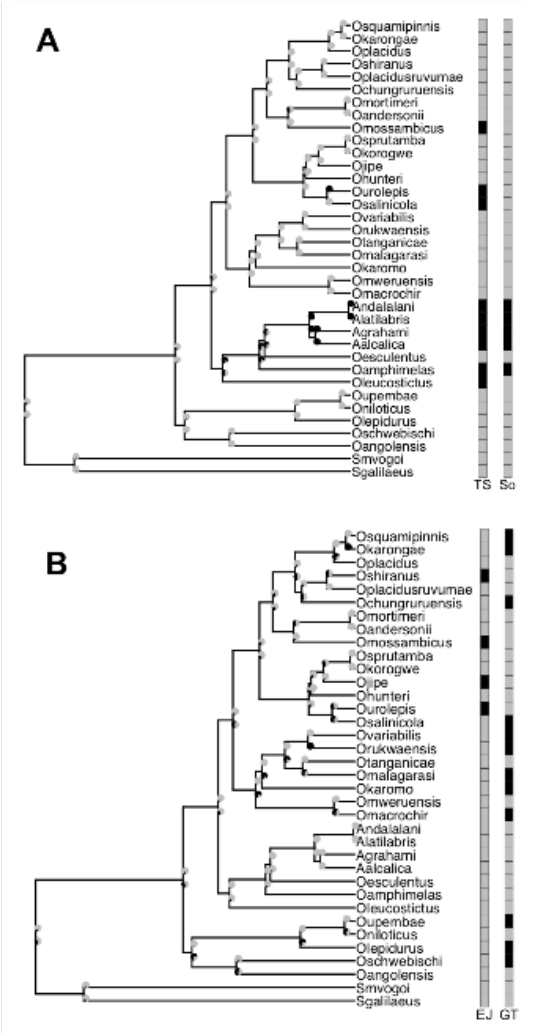 A
Osquamipinnis
Okarongae
Oplacidus
Oshiranus
Oplacidusruvumae
Ochungruruensis
Omortimeri
Oandersonii
Omossambicus
Osprutamba
Okorogwe
Ojipe
Ohunteri
Ourolepis
Osalinicola
Ovariabilis
Orukwaensis
Otanganicae
Omalagarasi
Okaromo
Omweruensis
Omacrochir
Andalalani
Alatilabris
Agrahami
Aalcalica
Oesculentus
Oamphimelas
Oleucostictus
Oupembae
Oniloticus
Olepidurus
Oschwebischi
Oangolensis
Smvogoi
Sgalilaeus
TS So
B
Osquamipinnis
Okarongae
Oplacidus
Oshiranus
Oplacidusruvumae
Ochungruruensis
Omortimeri
Oandersonii
Omossambicus
Osprutamba
Okorogwe
Ojipe
Ohunteri
Ourolepis
Osalinicola
Ovariabilis
Orukwaensis
Otanganicae
Omalagarasi
Okaromo
Omweruensis
Omacrochir
Andalalani
Alatilabris
Agrahami
Aalcalica
Oesculentus
Oamphimelas
Oleucostictus
Oupembae
Oniloticus
Olepidurus
Oschwebischi
Oangolensis
Smvogoi
Sgalilaeus
EJ GT